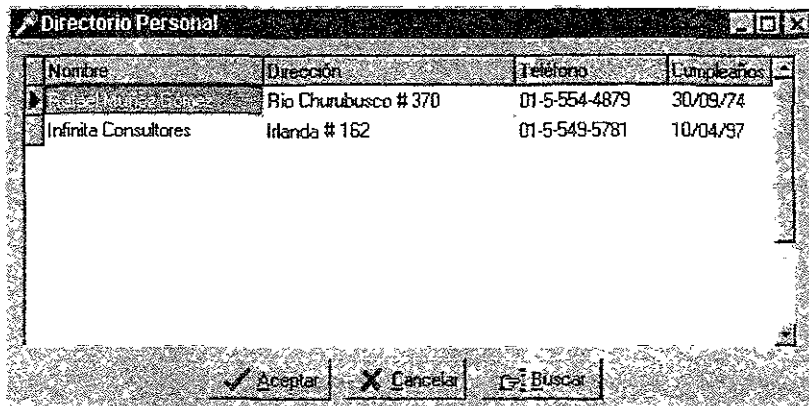 Directorio Personal
Nombre Dirección Teléfono Cumpleaños
Río Churubusco # 370 01-5-554-4879 30/09/74
Infinita Consultores Irlanda # 162 01-5-549-5781 10/04/97
Aceptar Cancelar Buscar